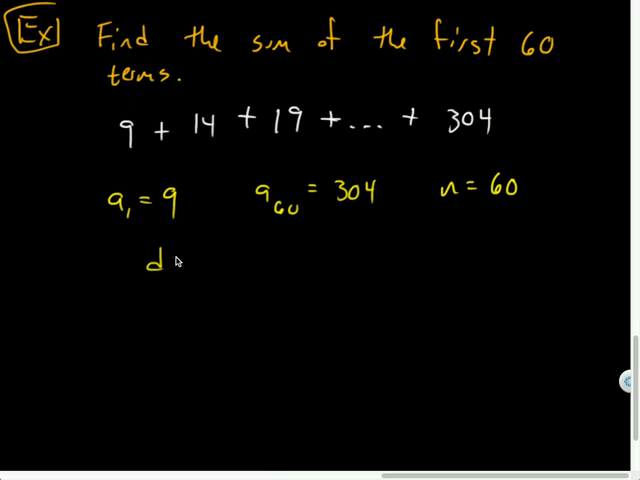 Ex Find the sum of the first 60
terms.
9 + 14 + 19 + ... + 304
a₁ = 9 a₆₀ = 304 n = 60
d